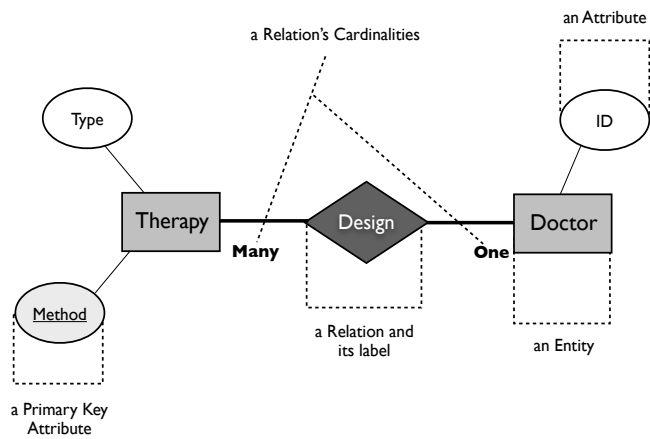 an Attribute
a Relation's Cardinalities
Type
ID
Therapy
Design
Doctor
Many
One
Method
a Relation and
its label
an Entity
a Primary Key
Attribute